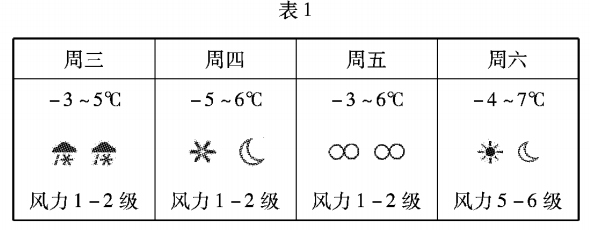 表1
周三 周四 周五 周六
-3~5℃ -5~6℃ -3~6℃ -4~7℃
风力1-2级 风力1-2级 风力1-2级 风力5-6级